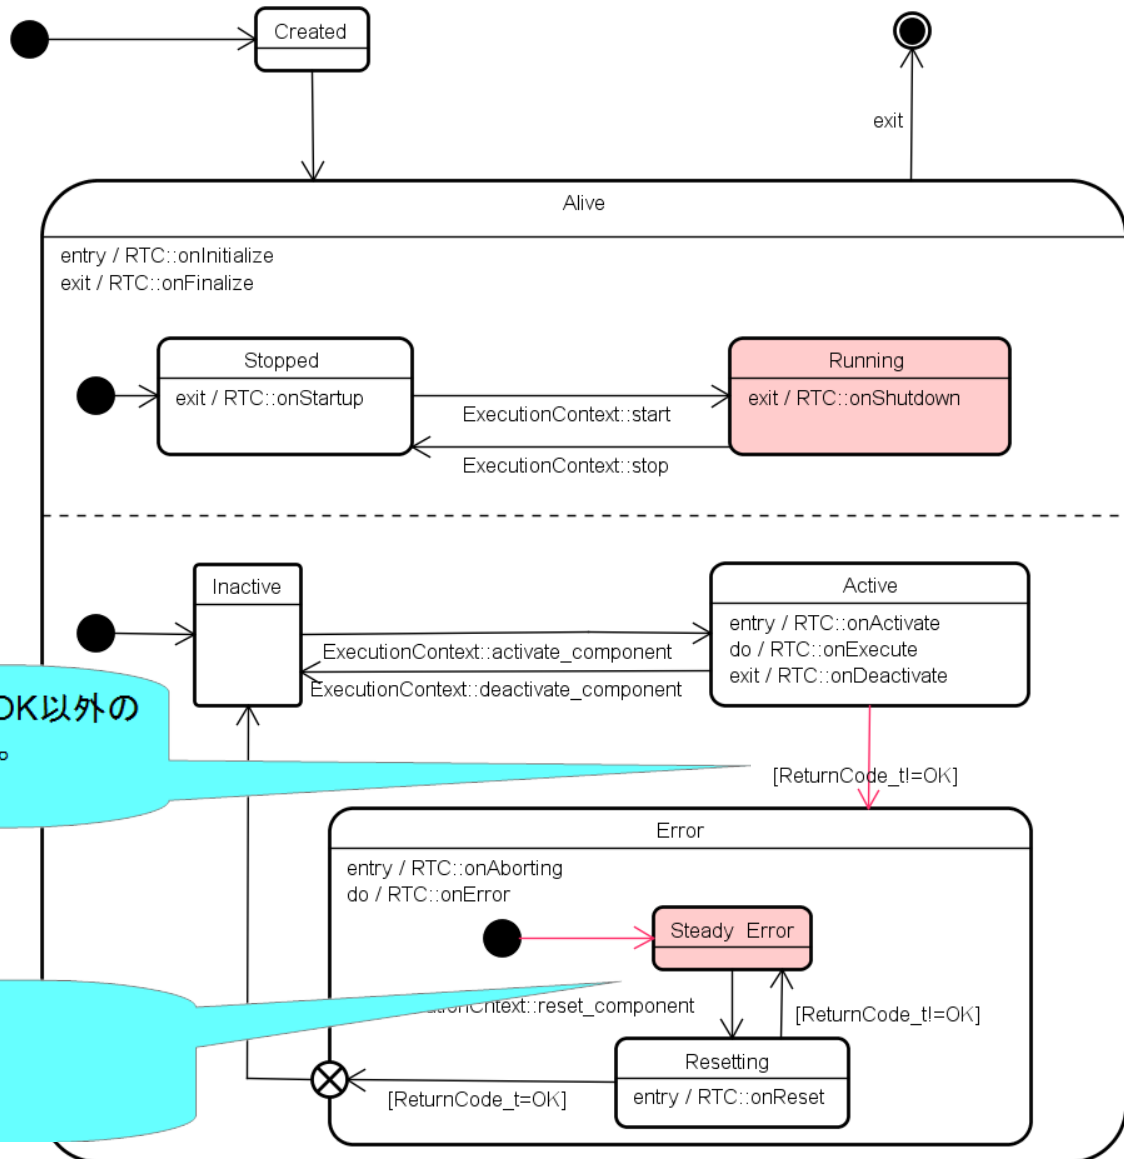 Created
exit
Alive
entry / RTC::onInitialize
exit / RTC::onFinalize
Stopped
exit / RTC::onStartup
Running
exit / RTC::onShutdown
ExecutionContext::start
ExecutionContext::stop
Inactive
Active
entry / RTC::onActivate
do / RTC::onExecute
exit / RTC::onDeactivate
ExecutionContext::activate_component
ExecutionContext::deactivate_component
OK以外の
。
[ReturnCode_t!=OK]
Error
entry / RTC::onAborting
do / RTC::onError
Steady Error
::reset_component
[ReturnCode_t!=OK]
Resetting
entry / RTC::onReset
[ReturnCode_t=OK]